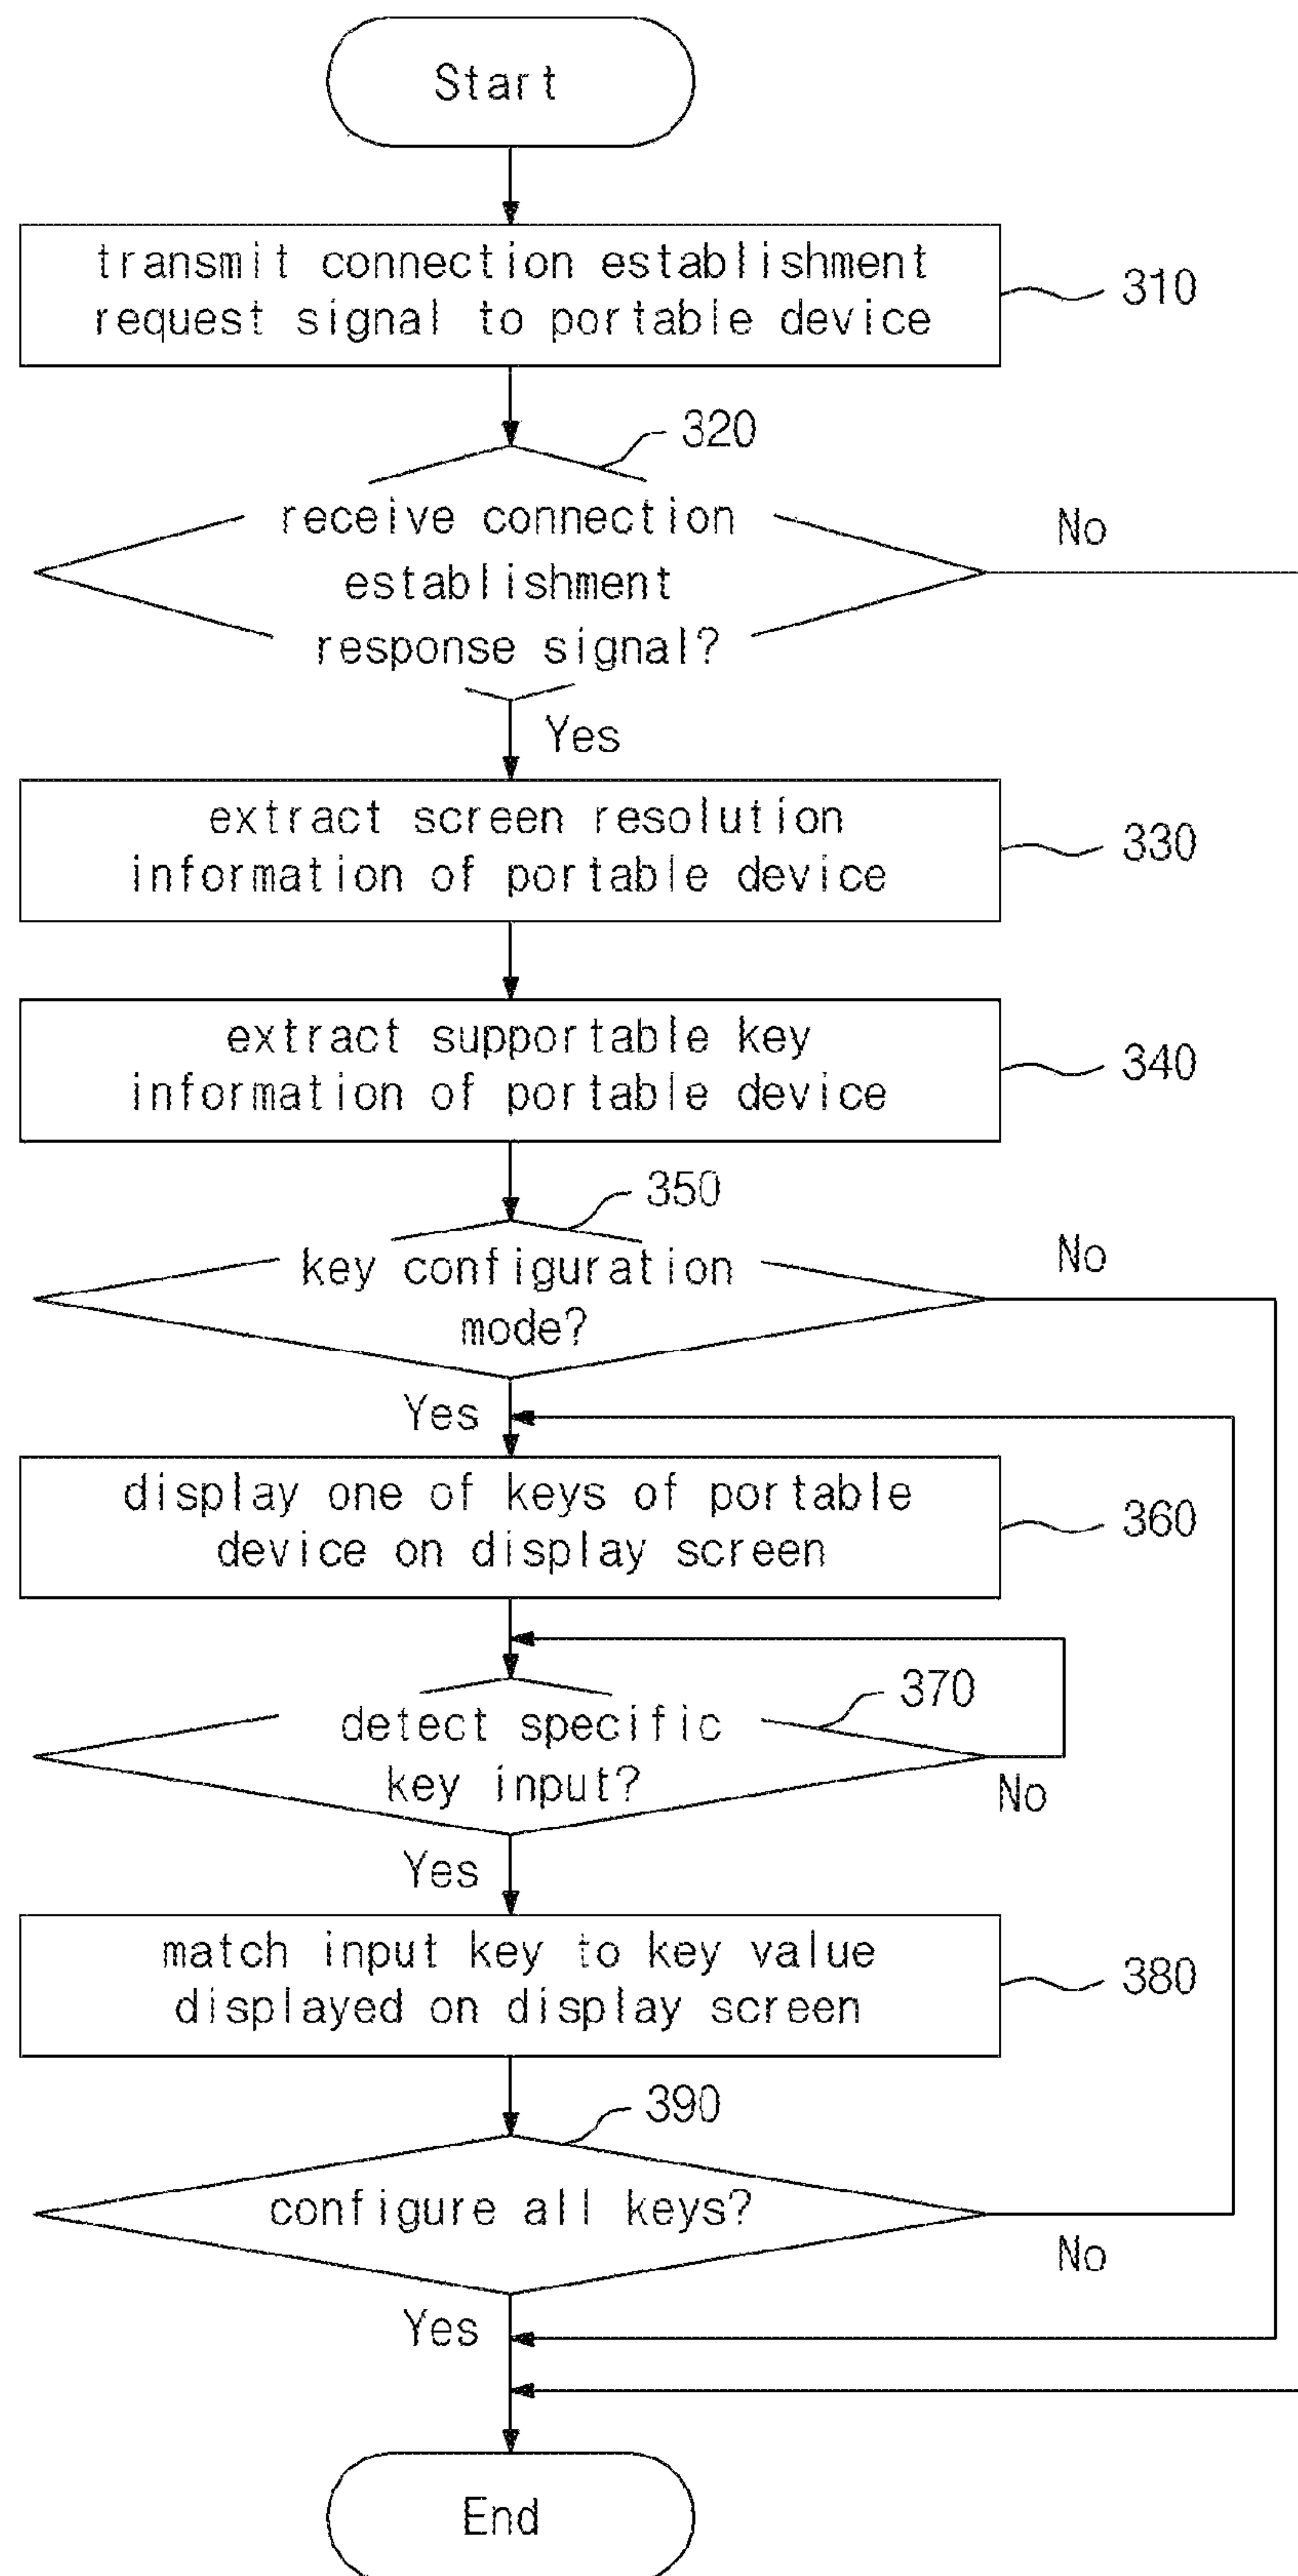 Start
transmit connection establishment
request signal to portable device
310
320
receive connection
establishment
response signal?
No
Yes
extract screen resolution
information of portable device
330
extract supportable key
information of portable device
340
350
key configuration
mode?
No
Yes
display one of keys of portable
device on display screen
360
370
detect specific
key input?
No
Yes
match input key to key value
displayed on display screen
380
390
configure all keys?
No
Yes
End